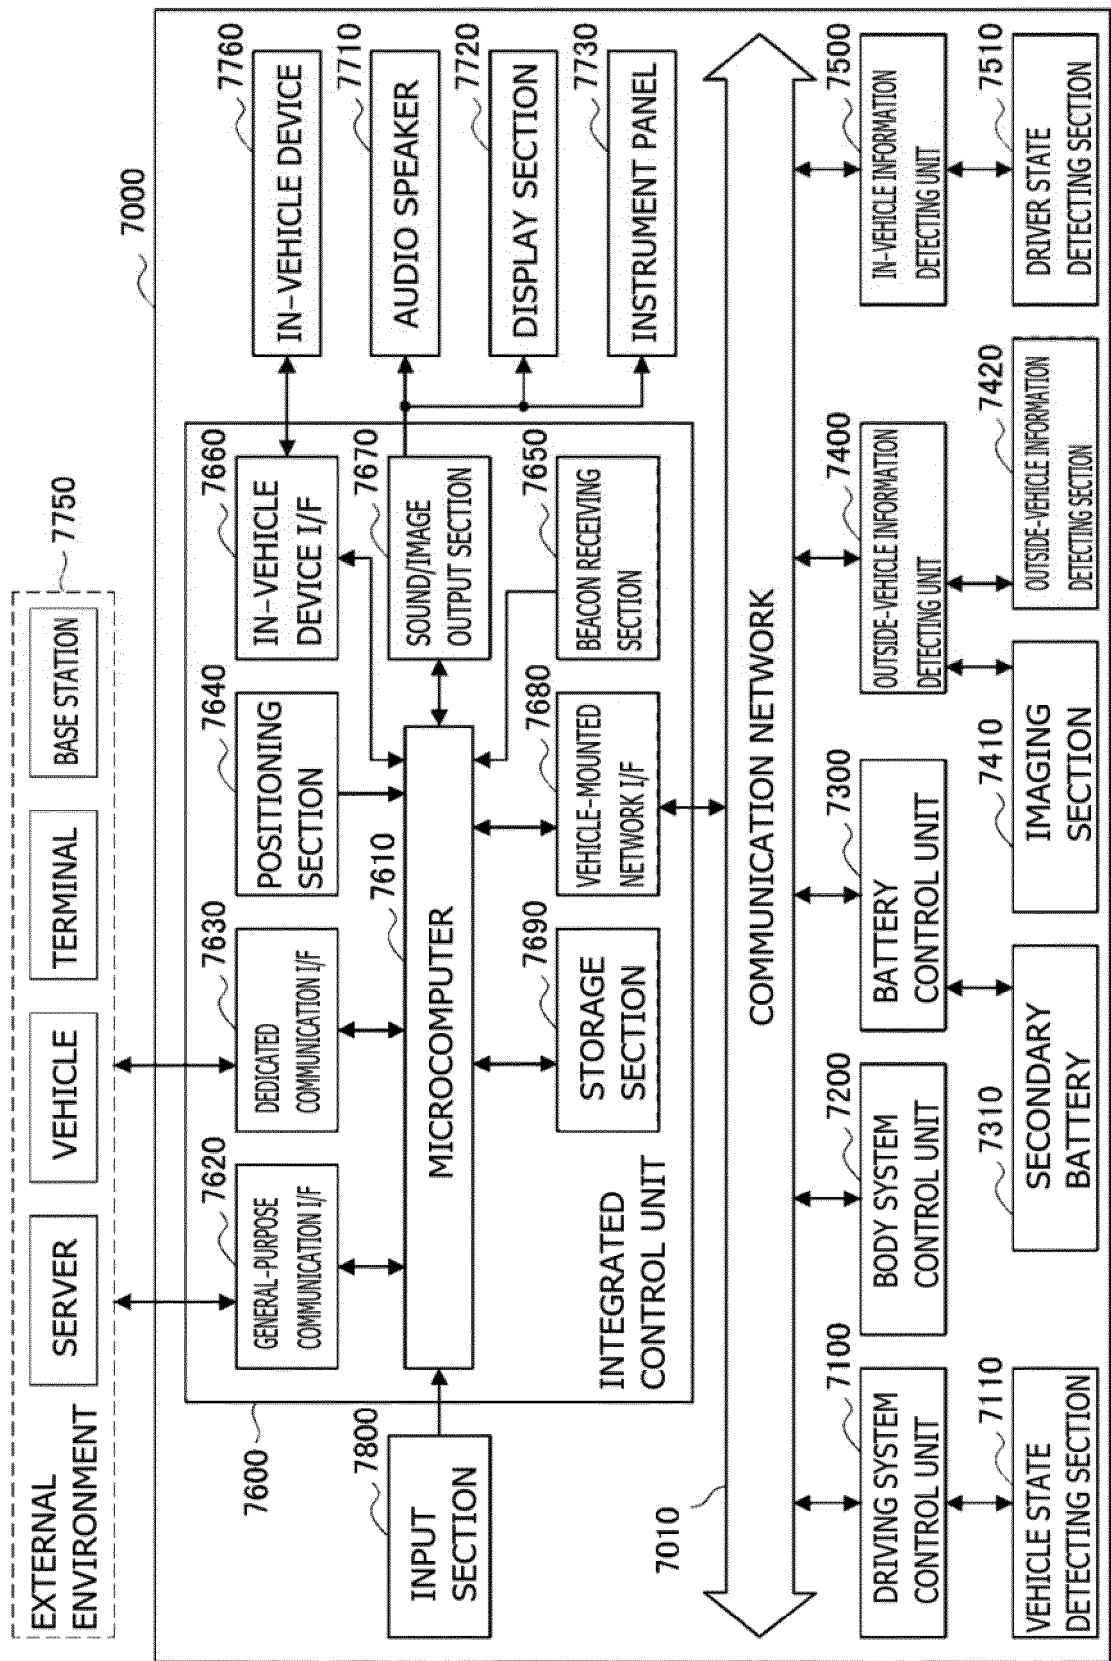 7000
EXTERNAL
ENVIRONMENT
SERVER
VEHICLE
TERMINAL
BASE STATION
7750
7600
7620
GENERAL-PURPOSE
COMMUNICATION I/F
7630
DEDICATED
COMMUNICATION I/F
7640
POSITIONING
SECTION
7660
IN-VEHICLE
DEVICE I/F
7760
IN-VEHICLE DEVICE
7800
INPUT
SECTION
7610
MICROCOMPUTER
7670
SOUND/IMAGE
OUTPUT SECTION
7710
AUDIO SPEAKER
7720
DISPLAY SECTION
7730
INSTRUMENT PANEL
INTEGRATED
CONTROL UNIT
7690
STORAGE
SECTION
7680
VEHICLE-MOUNTED
NETWORK I/F
7650
BEACON RECEIVING
SECTION
7010
COMMUNICATION NETWORK
7100
DRIVING SYSTEM
CONTROL UNIT
7200
BODY SYSTEM
CONTROL UNIT
7300
BATTERY
CONTROL UNIT
7400
OUTSIDE-VEHICLE INFORMATION
DETECTING UNIT
7500
IN-VEHICLE INFORMATION
DETECTING UNIT
7110
VEHICLE STATE
DETECTING SECTION
7310
SECONDARY
BATTERY
7410
IMAGING
SECTION
7420
OUTSIDE-VEHICLE INFORMATION
DETECTING SECTION
7510
DRIVER STATE
DETECTING SECTION